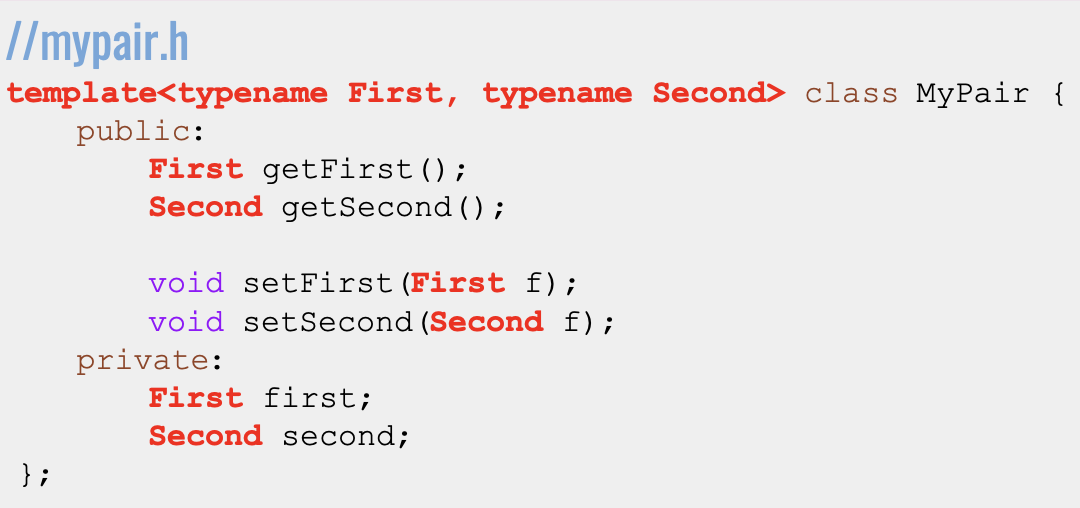 //mypair.h
template<typename First, typename Second> class MyPair {
    public:
        First getFirst();
        Second getSecond();

        void setFirst(First f);
        void setSecond(Second f);
    private:
        First first;
        Second second;
};